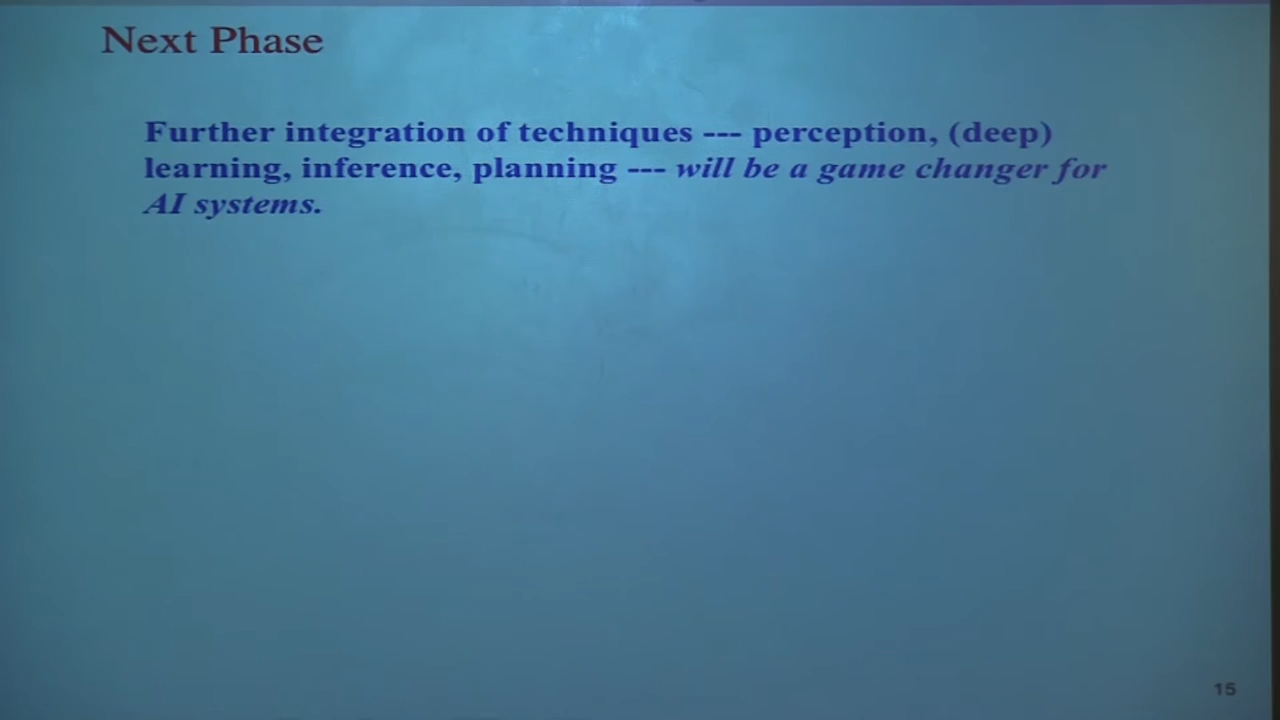 Next Phase
Further integration of techniques --- perception, (deep)
learning, inference, planning --- will be a game changer for
AI systems.
15